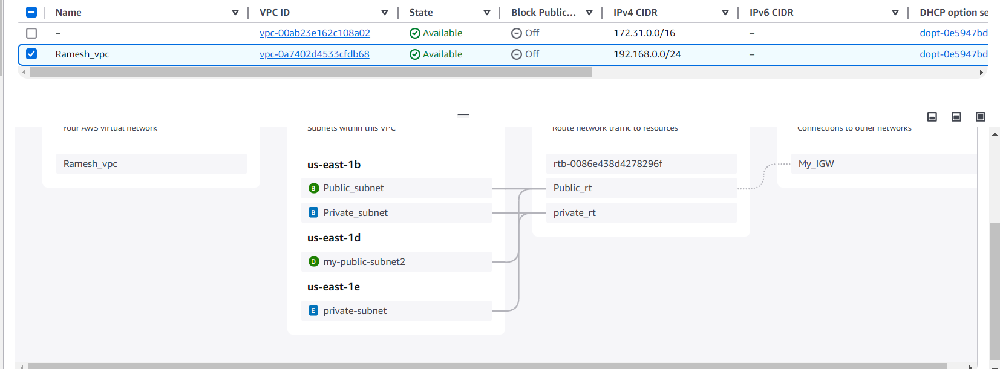 Name VPC ID State Block Public... IPv4 CIDR IPv6 CIDR DHCP option se
– vpc-00ab23e162c108a02 Available Off 172.31.0.0/16 – dopt-0e5947bd
Ramesh_vpc vpc-0a7402d4533cfdb68 Available Off 192.168.0.0/24 – dopt-0e5947bd
Your AWS virtual network Subnets within this VPC Route network traffic to resources Connections to other networks
Ramesh_vpc us-east-1b rtb-0086e438d4278296f My_IGW
B Public_subnet Public_rt
B Private_subnet private_rt
us-east-1d
D my-public-subnet2
us-east-1e
E private-subnet